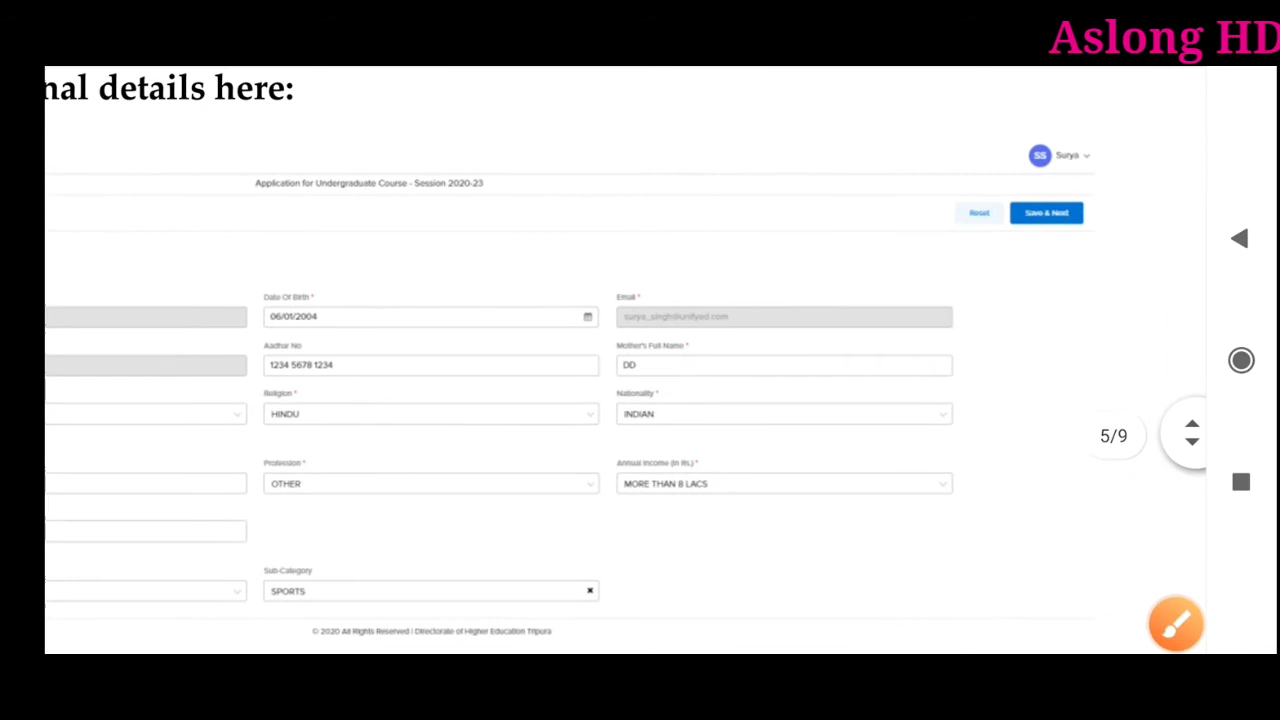 Aslong HD
nal details here:
SS Surya
Application for Undergraduate Course - Session 2020-23
Reset Save & Next
Date Of Birth * Email *
06/01/2004 surya_singh@unifyed.com
Aadhar No Mother's Full Name *
1234 5678 1234 DD
Religion * Nationality *
HINDU INDIAN
5/9
Profession * Annual Income (In Rs.) *
OTHER MORE THAN 8 LACS
Sub-Category
SPORTS
© 2020 All Rights Reserved | Directorate of Higher Education Tripura